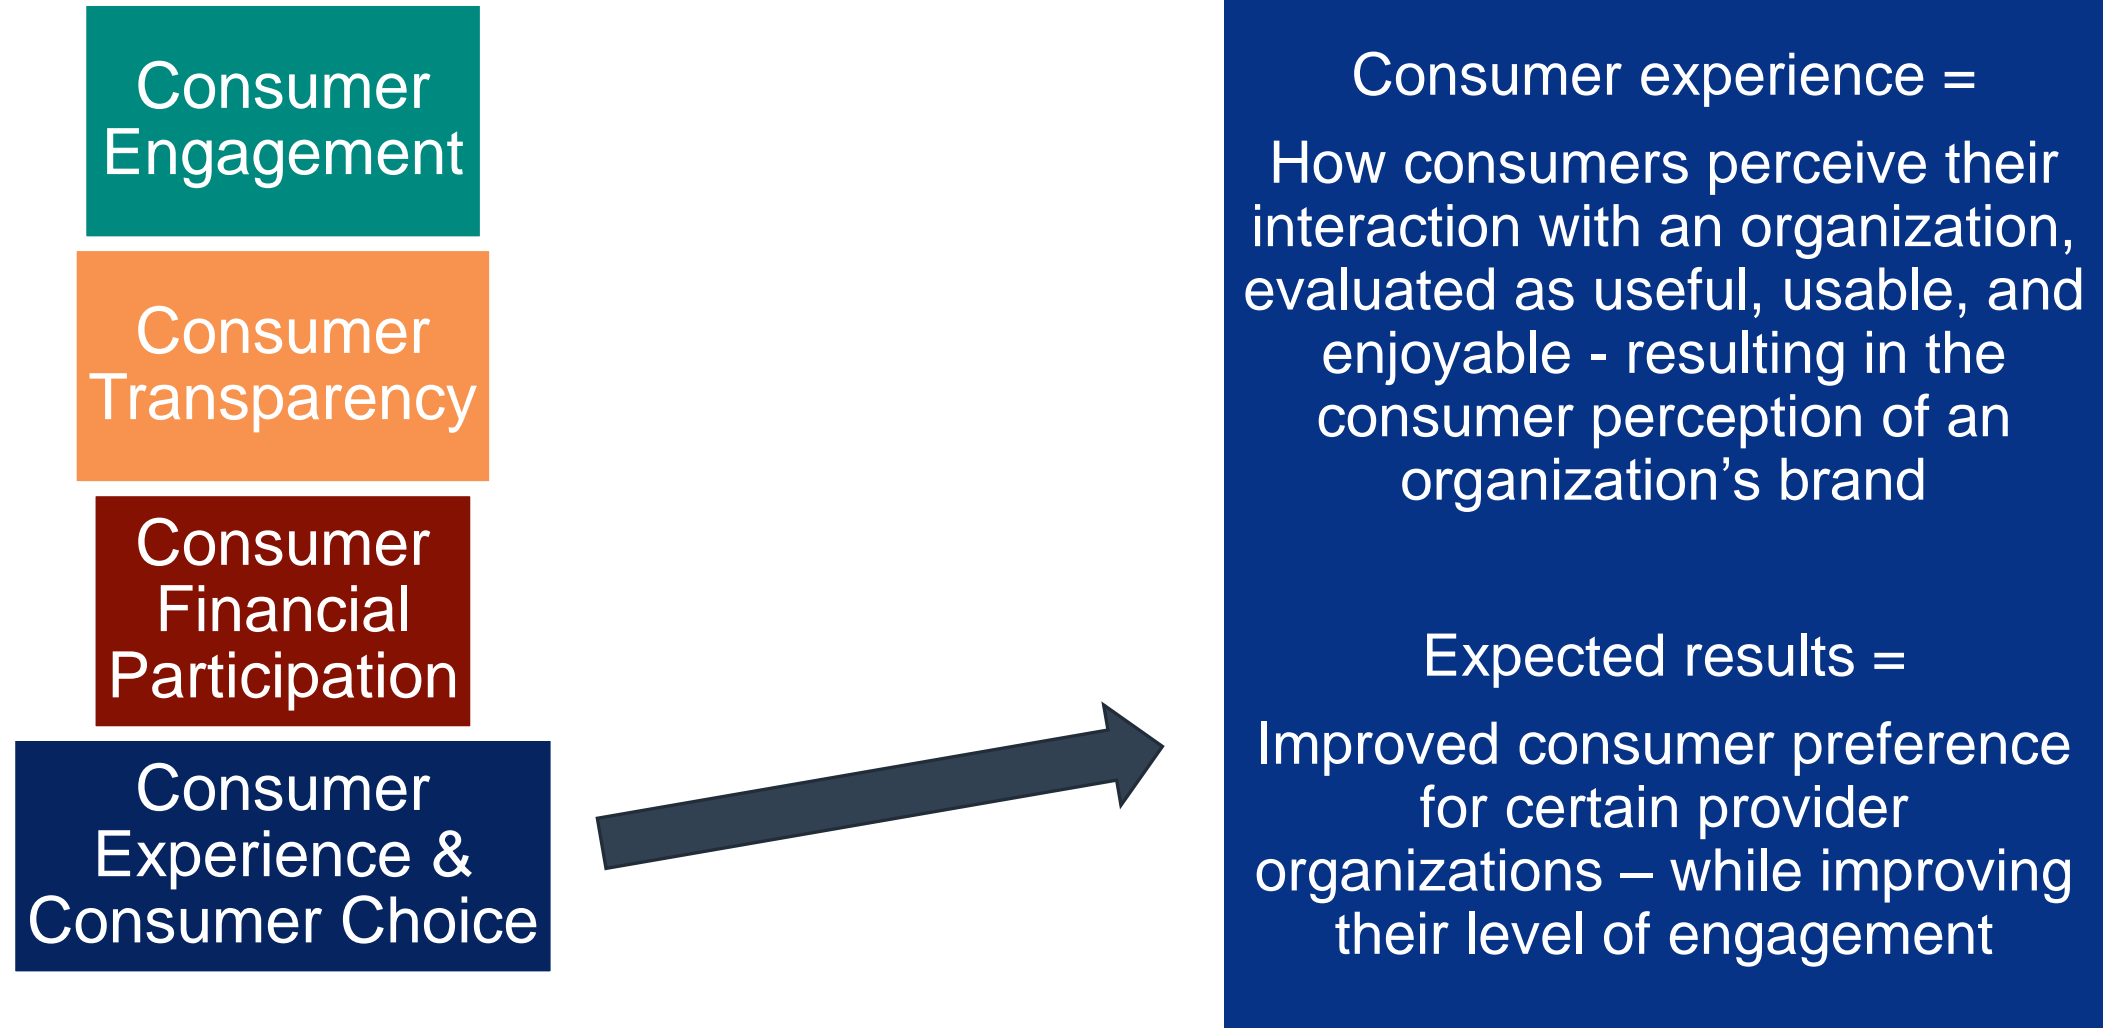 Consumer
Engagement
Consumer
Transparency
Consumer
Financial
Participation
Consumer
Experience &
Consumer Choice
Consumer experience =
How consumers perceive their
interaction with an organization,
evaluated as useful, usable, and
enjoyable - resulting in the
consumer perception of an
organization’s brand
Expected results =
Improved consumer preference
for certain provider
organizations – while improving
their level of engagement